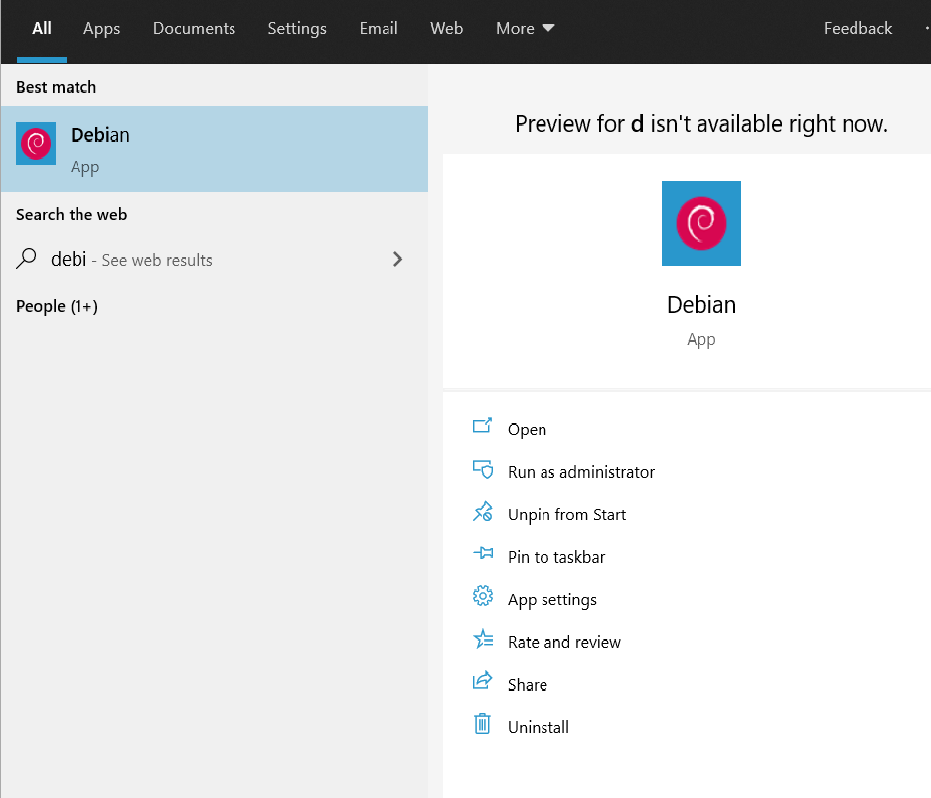 All Apps Documents Settings Email Web More Feedback
Best match
Debian
App
Search the web
debi - See web results
People (1+)
Preview for d isn't available right now.
Debian
App
Open
Run as administrator
Unpin from Start
Pin to taskbar
App settings
Rate and review
Share
Uninstall